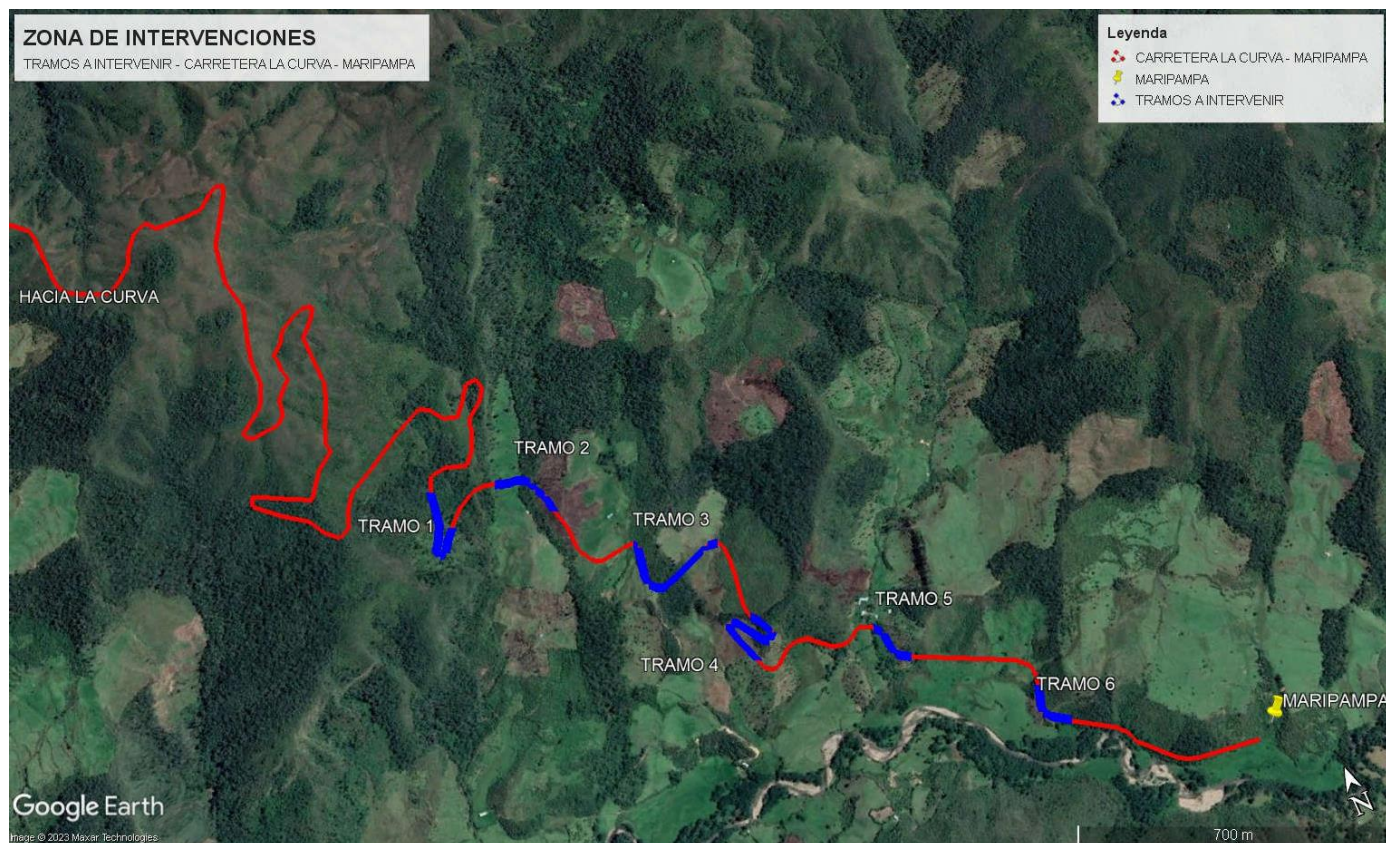 ZONA DE INTERVENCIONES
TRAMOS A INTERVENIR - CARRETERA LA CURVA - MARIPAMPA
Leyenda
CARRETERA LA CURVA - MARIPAMPA
MARIPAMPA
TRAMOS A INTERVENIR
HACIA LA CURVA
TRAMO 2
TRAMO 1
TRAMO 3
TRAMO 5
TRAMO 4
TRAMO 6
MARIPAMPA
N
Google Earth
Image © 2023 Maxar Technologies
700 m